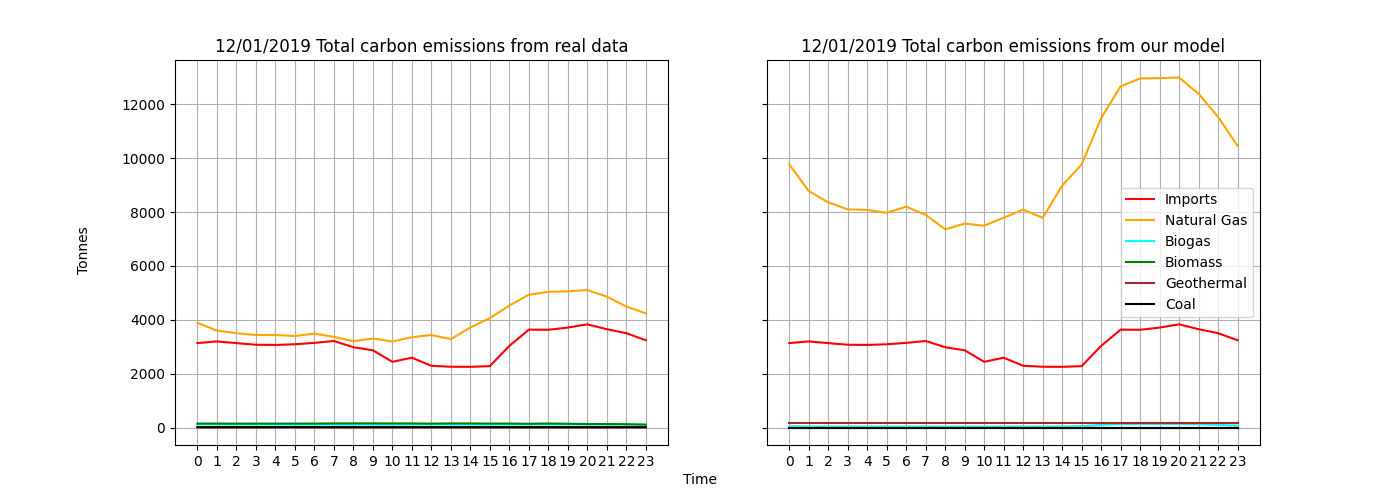 12/01/2019 Total carbon emissions from real data
12/01/2019 Total carbon emissions from our model
Tonnes
12000
10000
8000
6000
4000
2000
0
Imports
Natural Gas
Biogas
Biomass
Geothermal
Coal
0 1 2 3 4 5 6 7 8 9 10 11 12 13 14 15 16 17 18 19 20 21 22 23
0 1 2 3 4 5 6 7 8 9 10 11 12 13 14 15 16 17 18 19 20 21 22 23
Time